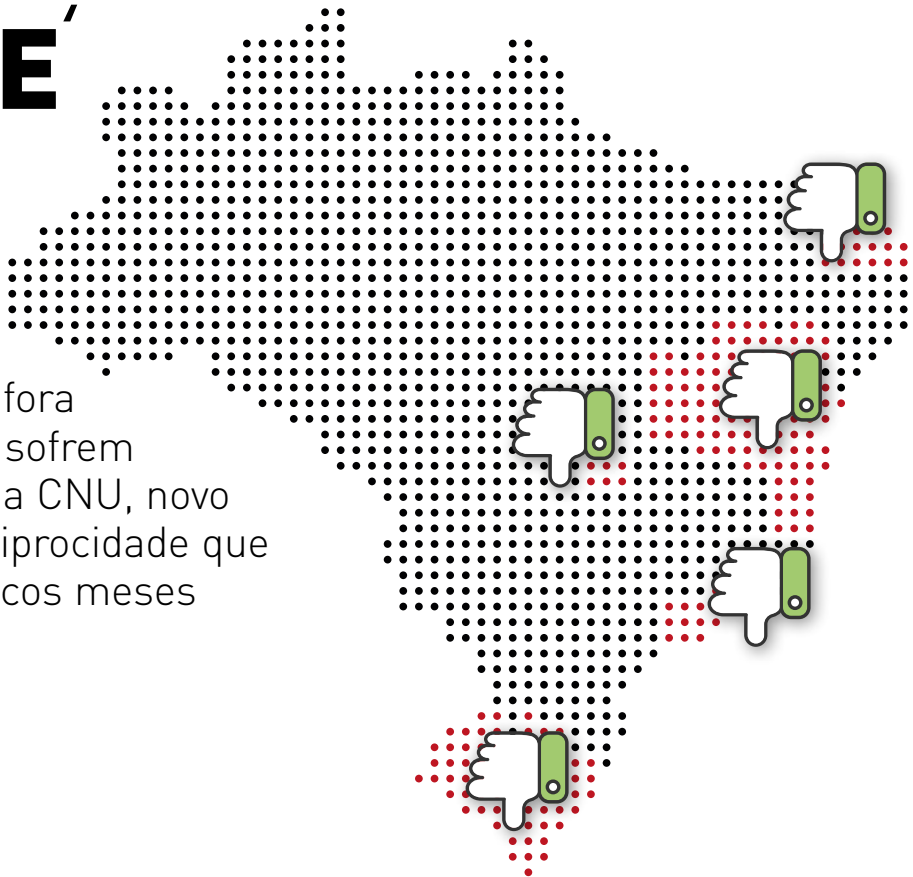 É
fora
sofrem
a CNU, novo
iprocidade que
cos meses